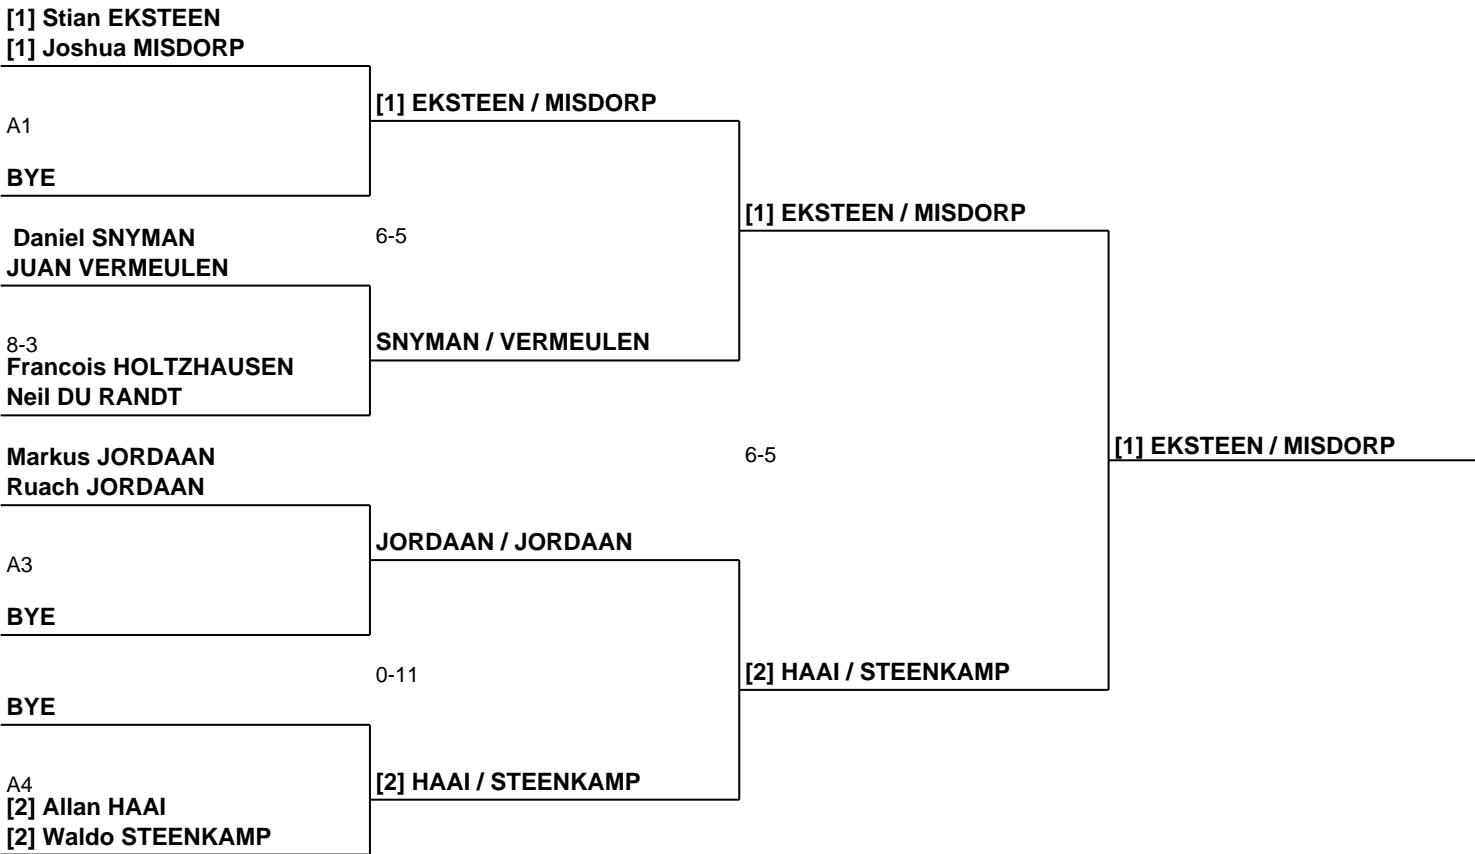 [1] Stian EKSTEEN
[1] Joshua MISDORP
[1] EKSTEEN / MISDORP
A1
BYE
[1] EKSTEEN / MISDORP
Daniel SNYMAN
6-5
JUAN VERMEULEN
8-3
SNYMAN / VERMEULEN
Francois HOLTZHAUSEN
Neil DU RANDT
Markus JORDAAN
6-5
[1] EKSTEEN / MISDORP
Ruach JORDAAN
JORDAAN / JORDAAN
A3
BYE
0-11
[2] HAAI / STEENKAMP
BYE
A4
[2] HAAI / STEENKAMP
[2] Allan HAAI
[2] Waldo STEENKAMP